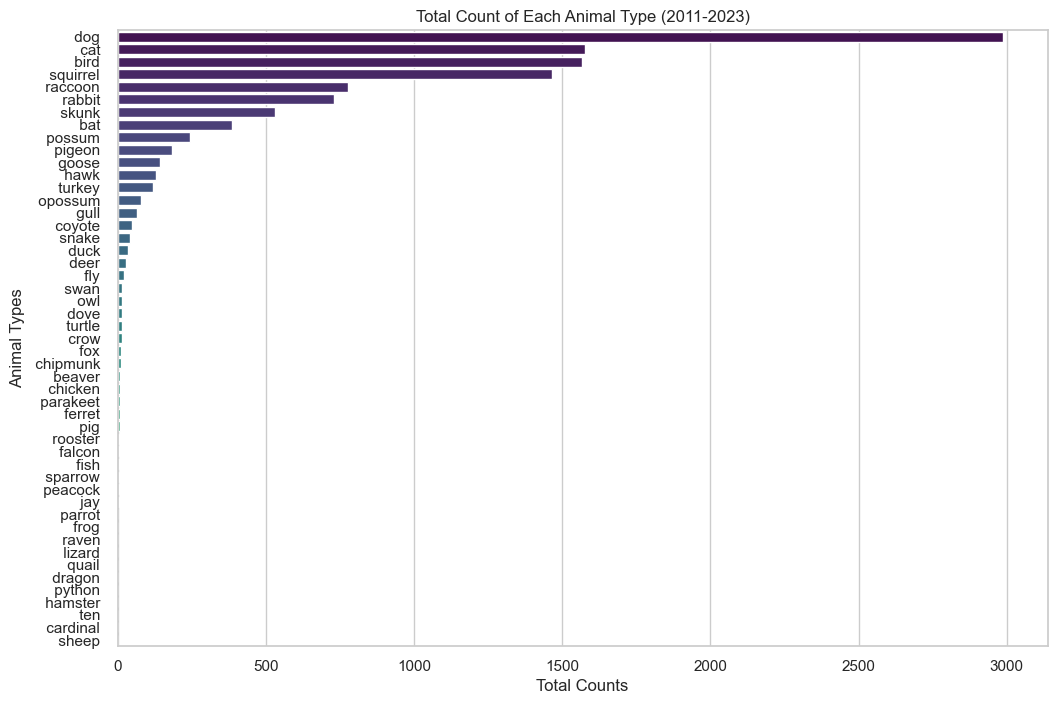 Total Count of Each Animal Type (2011-2023)
dog
cat
bird
squirrel
raccoon
rabbit
skunk
bat
possum
pigeon
goose
hawk
turkey
opossum
gull
coyote
snake
duck
deer
fly
swan
owl
dove
turtle
crow
fox
chipmunk
beaver
chicken
parakeet
ferret
pig
rooster
falcon
fish
sparrow
peacock
jay
parrot
frog
raven
lizard
quail
dragon
python
hamster
ten
cardinal
sheep
Animal Types
0 500 1000 1500 2000 2500 3000
Total Counts